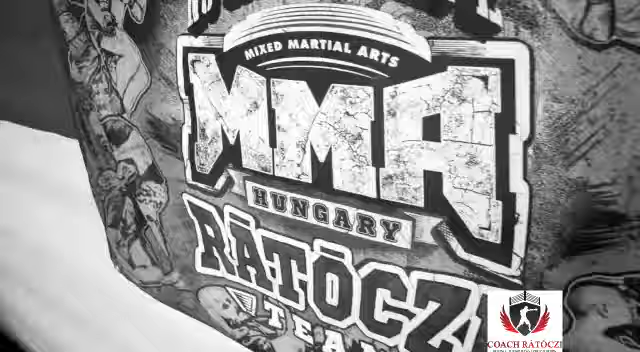 MIXED MARTIAL ARTS
MMA
HUNGARY
RÁTÓCZI
TEAM
COACH RÁTÓCZI